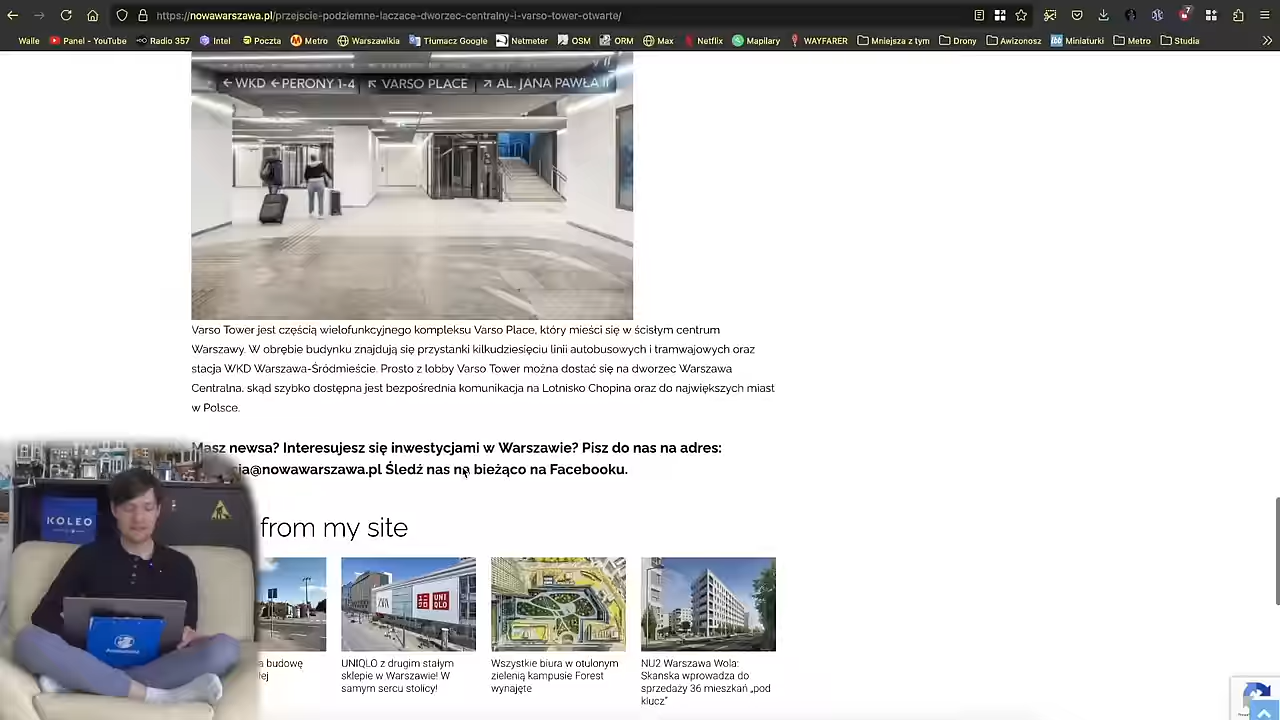 https://nowawarszawa.pl/przejscie-podziemne-laczace-dworzec-centralny-i-varso-tower-otwarte/
Walle Panel - YouTube Radio 357 Intel Poczta Metro Warszawikia Tłumacz Google Netmeter OSM ORM Max Netflix Mapilary WAYFARER Mniejsza z tym Drony Awizonosz Miniaturki Metro Studia
← WKD ← PERONY 1-4 ↖ VARSO PLACE ↗ AL. JANA PAWŁA II
Varso Tower jest częścią wielofunkcyjnego kompleksu Varso Place, który mieści się w ścisłym centrum
Warszawy. W obrębie budynku znajdują się przystanki kilkudziesięciu linii autobusowych i tramwajowych oraz
stacja WKD Warszawa-Śródmieście. Prosto z lobby Varso Tower można dostać się na dworzec Warszawa
Centralna, skąd szybko dostępna jest bezpośrednia komunikacja na Lotnisko Chopina oraz do największych miast
w Polsce.
Masz newsa? Interesujesz się inwestycjami w Warszawie? Pisz do nas na adres:
ja@nowawarszawa.pl Śledź nas na bieżąco na Facebooku.
from my site
KOLEO
ZARA
UNI
QLO
a budowę
UNIQLO z drugim stałym
sklepie w Warszawie! W
samym sercu stolicy!
Wszystkie biura w otulonym
zielenią kampusie Forest
wynajęte
NU2 Warszawa Wola:
Skanska wprowadza do
sprzedaży 36 mieszkań „pod
klucz"